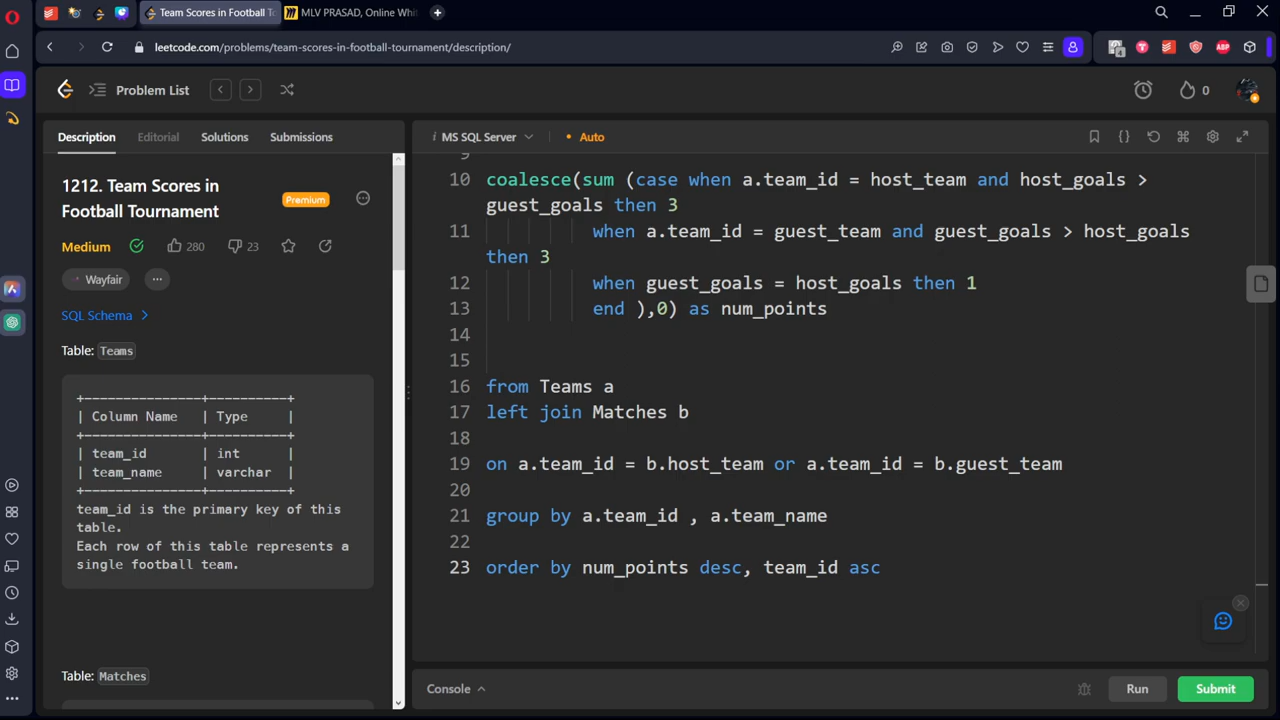 Team Scores in Football To
MLV PRASAD, Online Whit
leetcode.com/problems/team-scores-in-football-tournament/description/
Problem List
0
Description
Editorial
Solutions
Submissions
1212. Team Scores in
Football Tournament
Premium
Medium
280
23
Wayfair
SQL Schema
Table: Teams
+---------------+----------+
| Column Name | Type |
+---------------+----------+
| team_id | int |
| team_name | varchar |
+---------------+----------+
team_id is the primary key of this
table.
Each row of this table represents a
single football team.
Table: Matches
MS SQL Server
Auto
9
10 coalesce(sum (case when a.team_id = host_team and host_goals >
guest_goals then 3
11 when a.team_id = guest_team and guest_goals > host_goals
then 3
12 when guest_goals = host_goals then 1
13 end ),0) as num_points
14
15
16 from Teams a
17 left join Matches b
18
19 on a.team_id = b.host_team or a.team_id = b.guest_team
20
21 group by a.team_id , a.team_name
22
23 order by num_points desc, team_id asc
Console
Run
Submit